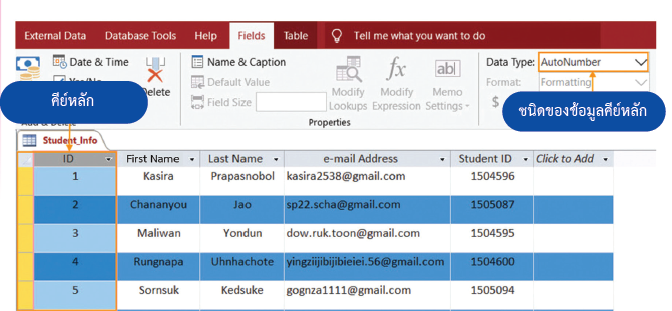 External Data Database Tools Help Fields Table Tell me what you want to do
Date & Time Name & Caption Data Type: AutoNumber
Yes/No Delete Default Value Modify Lookups Modify Expression Memo Settings Format: Formatting
Field Size $
คีย์หลัก ชนิดของข้อมูลคีย์หลัก
Add & Delete Properties
Student_Info
ID First Name Last Name e-mail Address Student ID Click to Add
1 Kasira Prapasnobol kasira2538@gmail.com 1504596
2 Chananyou Jao sp22.scha@gmail.com 1505087
3 Maliwan Yondun dow.ruk.toon@gmail.com 1504595
4 Rungnapa Uhnhachote yingziijibijibieiei.56@gmail.com 1504600
5 Sornsuk Kedsuke gognza1111@gmail.com 1505094